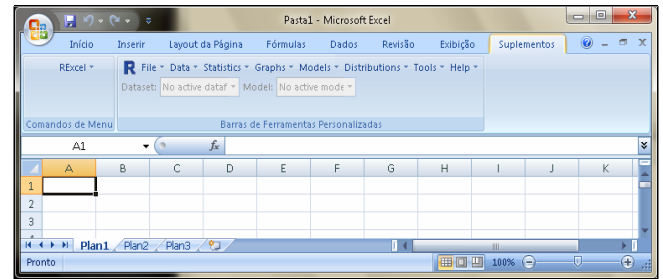 Pasta1 - Microsoft Excel
Início Inserir Layout da Página Fórmulas Dados Revisão Exibição Suplementos
RExcel R File Data Statistics Graphs Models Distributions Tools Help
Dataset: No active dataf Model: No active mode
Comandos de Menu Barras de Ferramentas Personalizadas
A1 fx
A B C D E F G H I J K
1
2
3
4
Plan1 Plan2 Plan3
Pronto 100%